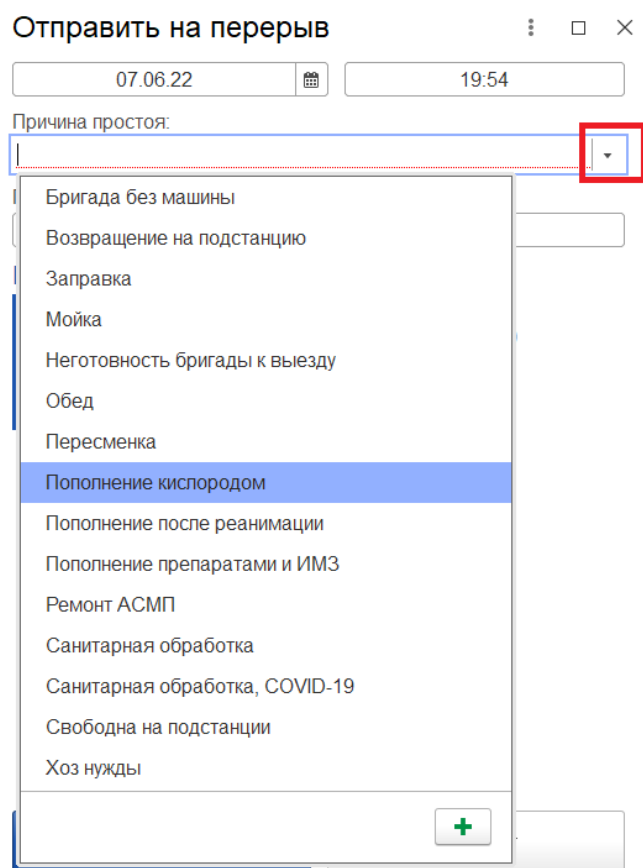 Отправить на перерыв
07.06.22 19:54
Причина простоя:
Бригада без машины
Возвращение на подстанцию
Заправка
Мойка
Неготовность бригады к выезду
Обед
Пересменка
Пополнение кислородом
Пополнение после реанимации
Пополнение препаратами и ИМЗ
Ремонт АСМП
Санитарная обработка
Санитарная обработка, COVID-19
Свободна на подстанции
Хоз нужды